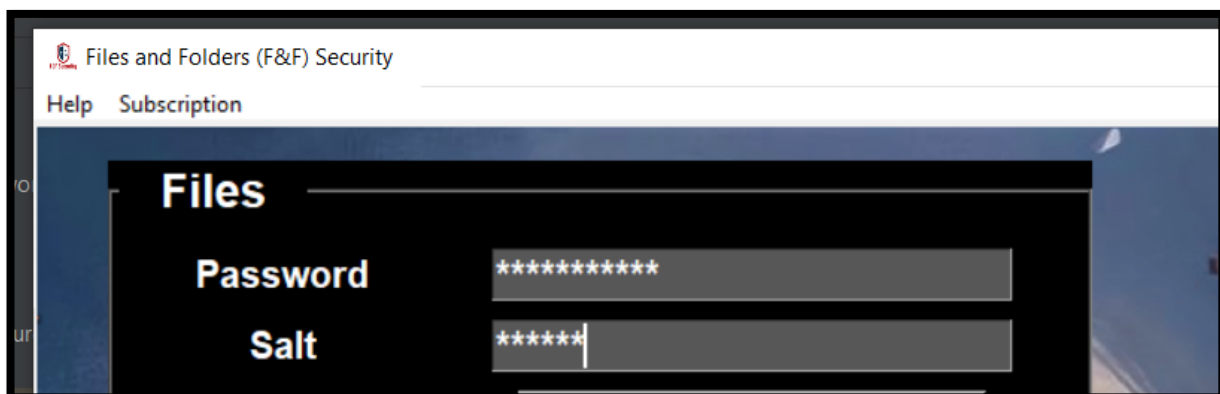 Files and Folders (F&F) Security
Help Subscription
Files
Password ***********
Salt ******